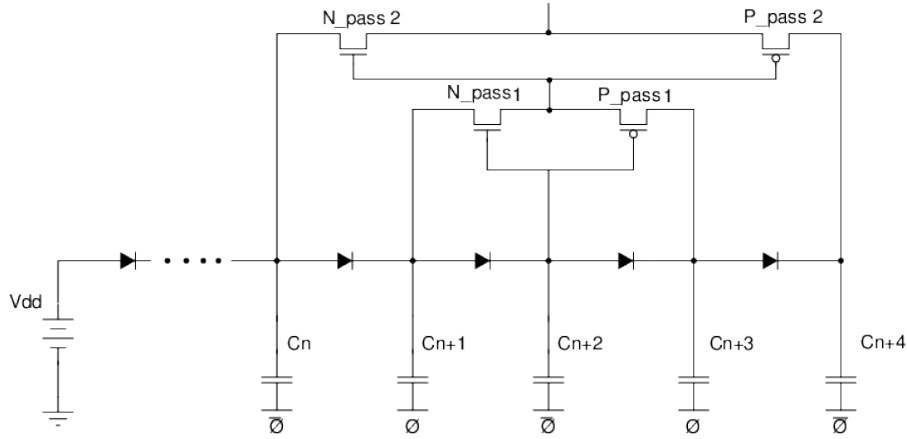 N_pass 2 P_pass 2
N_pass1 P_pass1
Vdd
Cn Cn+1 Cn+2 Cn+3 Cn+4
Ø̅ Ø Ø̅ Ø Ø̅